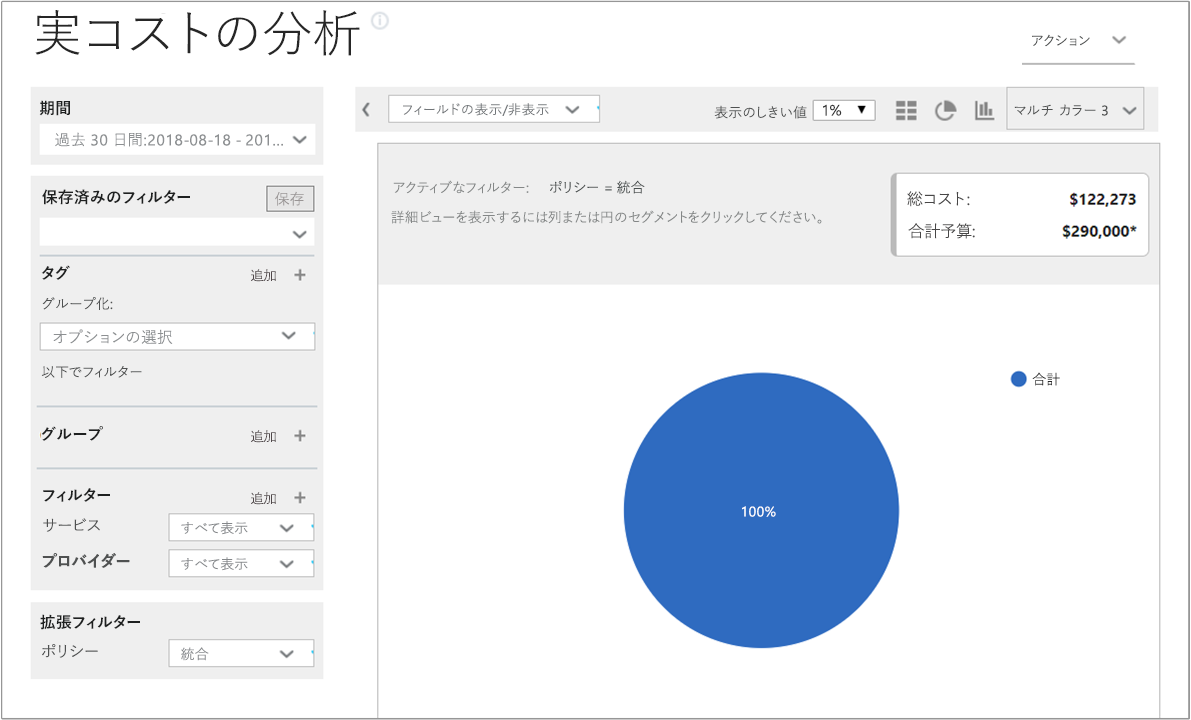 実コストの分析
アクション
期間
過去 30 日間:2018-08-18 - 201...
保存済みのフィルター
保存
タグ
追加 +
グループ化:
オプションの選択
以下でフィルター
グループ
追加 +
フィルター
追加 +
サービス
すべて表示
プロバイダー
すべて表示
拡張フィルター
ポリシー
統合
フィールドの表示/非表示
表示のしきい値
1%
マルチ カラー 3
アクティブなフィルター: ポリシー = 統合
詳細ビューを表示するには列または円のセグメントをクリックしてください。
総コスト: $122,273
合計予算: $290,000*
合計
100%